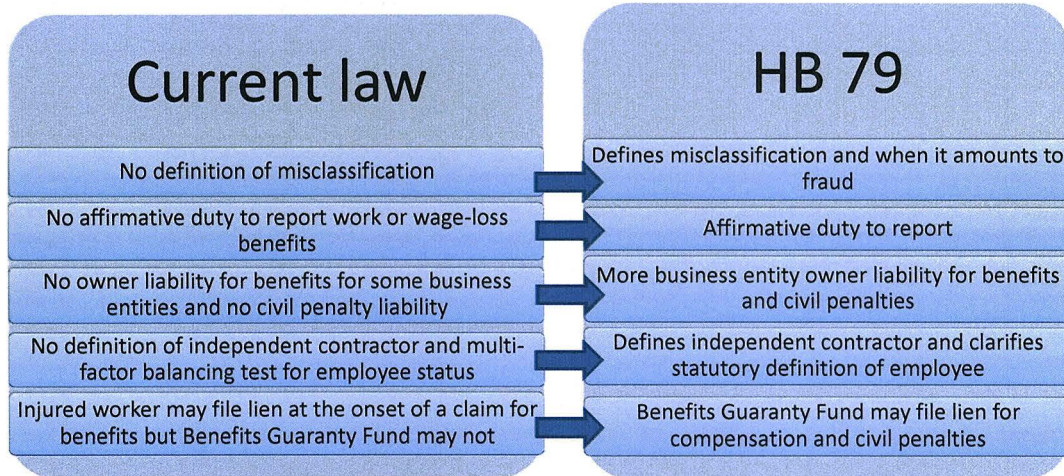 Current law
No definition of misclassification
No affirmative duty to report work or wage-loss
benefits
No owner liability for benefits for some business
entities and no civil penalty liability
No definition of independent contractor and multi-
factor balancing test for employee status
Injured worker may file lien at the onset of a claim for
benefits but Benefits Guaranty Fund may not
HB 79
Defines misclassification and when it amounts to
fraud
Affirmative duty to report
More business entity owner liability for benefits
and civil penalties
Defines independent contractor and clarifies
statutory definition of employee
Benefits Guaranty Fund may file lien for
compensation and civil penalties